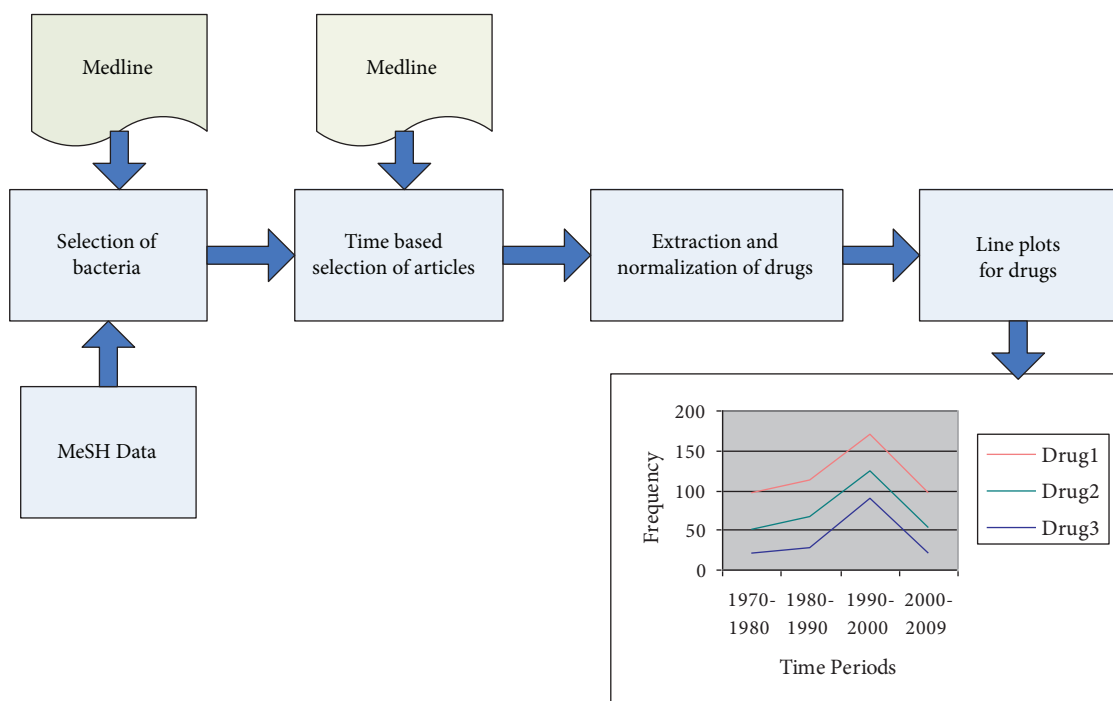 Medline
Medline
Selection of
bacteria
Time based
selection of articles
Extraction and
normalization of drugs
Line plots
for drugs
MeSH Data
Frequency
200
150
100
50
0
1970-
1980
1980-
1990
1990-
2000
2000-
2009
Time Periods
Drug1
Drug2
Drug3